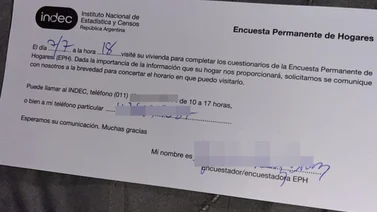 indec
Instituto Nacional de
Estadística y Censos
República Argentina
Encuesta Permanente de Hogares
El día 7/7 a la hora 18 visité su vivienda para completar los cuestionarios de la Encuesta Permanente de
Hogares (EPH). Dada la importancia de la información que su hogar nos proporcionará, solicitamos se comunique
con nosotros a la brevedad para concertar el horario en que puedo visitarlo.
Puede llamar al INDEC, teléfono (011) de 10 a 17 horas,
o bien a mi teléfono particular
Esperamos su comunicación. Muchas gracias
Mi nombre es
encuestador/encuestadora EPH